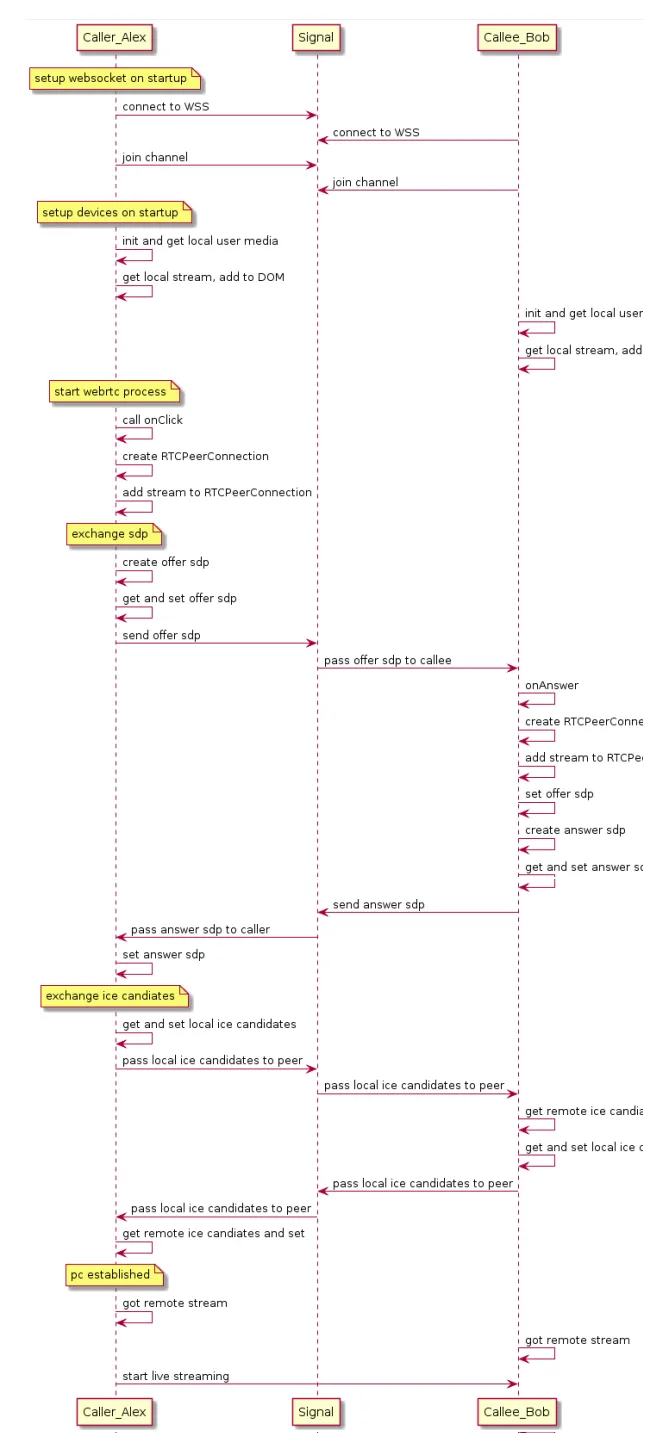 Caller_Alex Signal Callee_Bob
setup websocket on startup
connect to WSS
connect to WSS
join channel
join channel
setup devices on startup
init and get local user media
get local stream, add to DOM
init and get local user
get local stream, add
start webrtc process
call onClick
create RTCPeerConnection
add stream to RTCPeerConnection
exchange sdp
create offer sdp
get and set offer sdp
send offer sdp
pass offer sdp to callee
onAnswer
create RTCPeerConne
add stream to RTCPe
set offer sdp
create answer sdp
get and set answer sd
send answer sdp
pass answer sdp to caller
set answer sdp
exchange ice candiates
get and set local ice candidates
pass local ice candidates to peer
pass local ice candidates to peer
get remote ice candia
get and set local ice c
pass local ice candidates to peer
pass local ice candidates to peer
get remote ice candiates and set
pc established
got remote stream
got remote stream
start live streaming
Caller_Alex Signal Callee_Bob